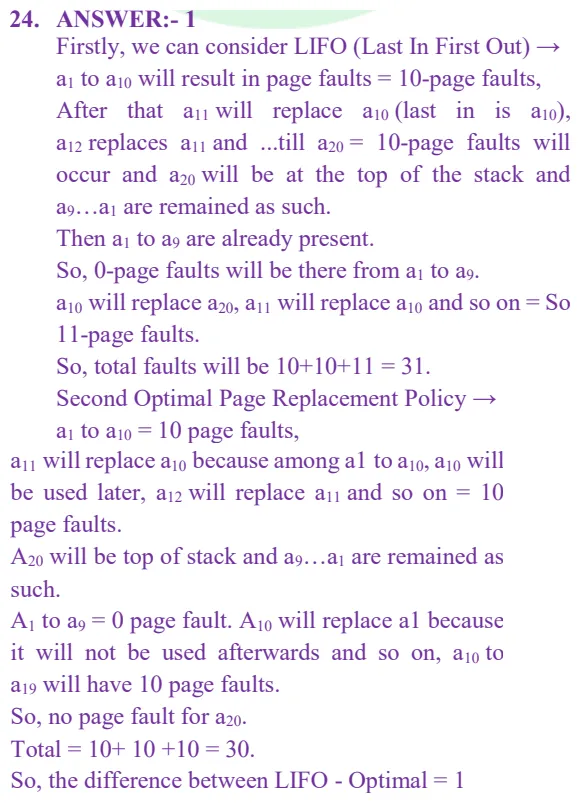 24. ANSWER:- 1
Firstly, we can consider LIFO (Last In First Out) →
a₁ to a₁₀ will result in page faults = 10-page faults,
After that a₁₁ will replace a₁₀ (last in is a₁₀),
a₁₂ replaces a₁₁ and ...till a₂₀ = 10-page faults will
occur and a₂₀ will be at the top of the stack and
a₉…a₁ are remained as such.
Then a₁ to a₉ are already present.
So, 0-page faults will be there from a₁ to a₉.
a₁₀ will replace a₂₀, a₁₁ will replace a₁₀ and so on = So
11-page faults.
So, total faults will be 10+10+11 = 31.
Second Optimal Page Replacement Policy →
a₁ to a₁₀ = 10 page faults,
a₁₁ will replace a₁₀ because among a1 to a₁₀, a₁₀ will
be used later, a₁₂ will replace a₁₁ and so on = 10
page faults.
A₂₀ will be top of stack and a₉…a₁ are remained as
such.
A₁ to a₉ = 0 page fault. A₁₀ will replace a1 because
it will not be used afterwards and so on, a₁₀ to
a₁₉ will have 10 page faults.
So, no page fault for a₂₀.
Total = 10+ 10 +10 = 30.
So, the difference between LIFO - Optimal = 1